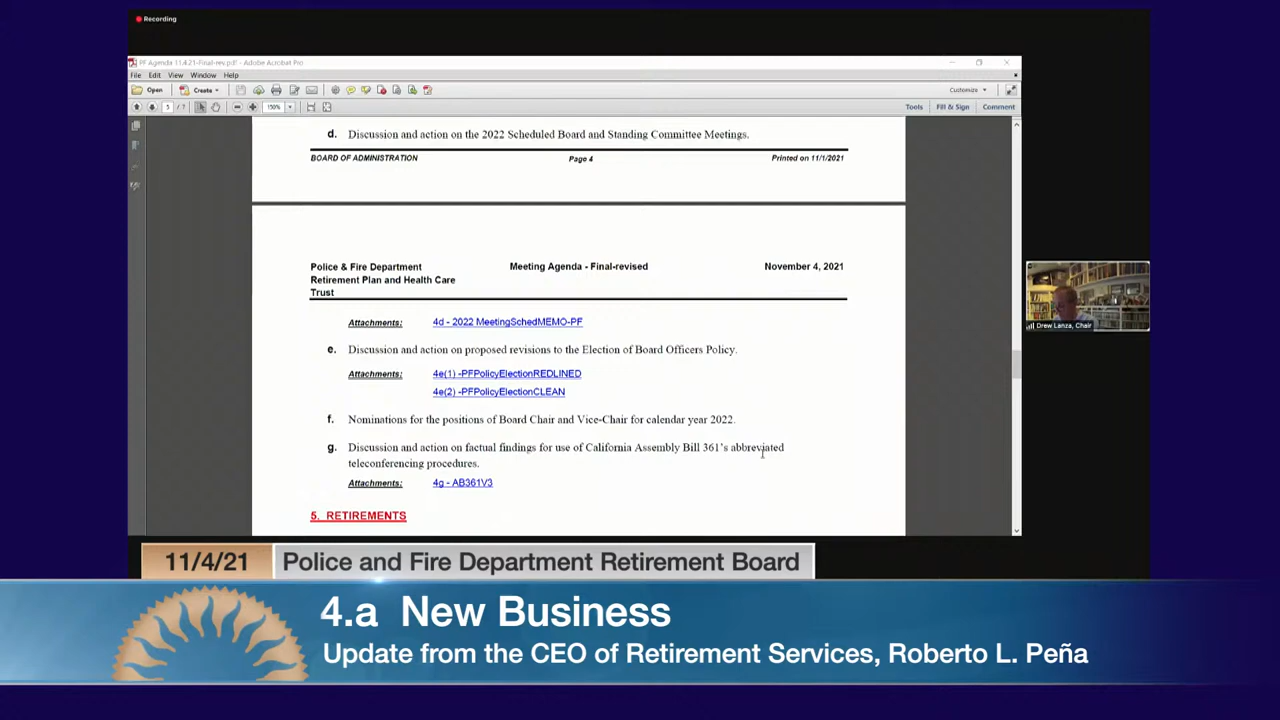 Recording
PF Agenda 11.4.21-Final-rev.pdf - Adobe Acrobat Pro
File Edit View Window Help
Open Create Customize
5 / 7 150% Tools Fill & Sign Comment
d. Discussion and action on the 2022 Scheduled Board and Standing Committee Meetings.
BOARD OF ADMINISTRATION Page 4 Printed on 11/1/2021
Police & Fire Department Meeting Agenda - Final-revised November 4, 2021
Retirement Plan and Health Care
Trust
Attachments: 4d - 2022 MeetingSchedMEMO-PF
e. Discussion and action on proposed revisions to the Election of Board Officers Policy.
Attachments: 4e(1) -PFPolicyElectionREDLINED
4e(2) -PFPolicyElectionCLEAN
f. Nominations for the positions of Board Chair and Vice-Chair for calendar year 2022.
g. Discussion and action on factual findings for use of California Assembly Bill 361's abbreviated
teleconferencing procedures.
Attachments: 4g - AB361V3
5. RETIREMENTS
Drew Lanza, Chair
11/4/21 Police and Fire Department Retirement Board
4.a New Business
Update from the CEO of Retirement Services, Roberto L. Peña